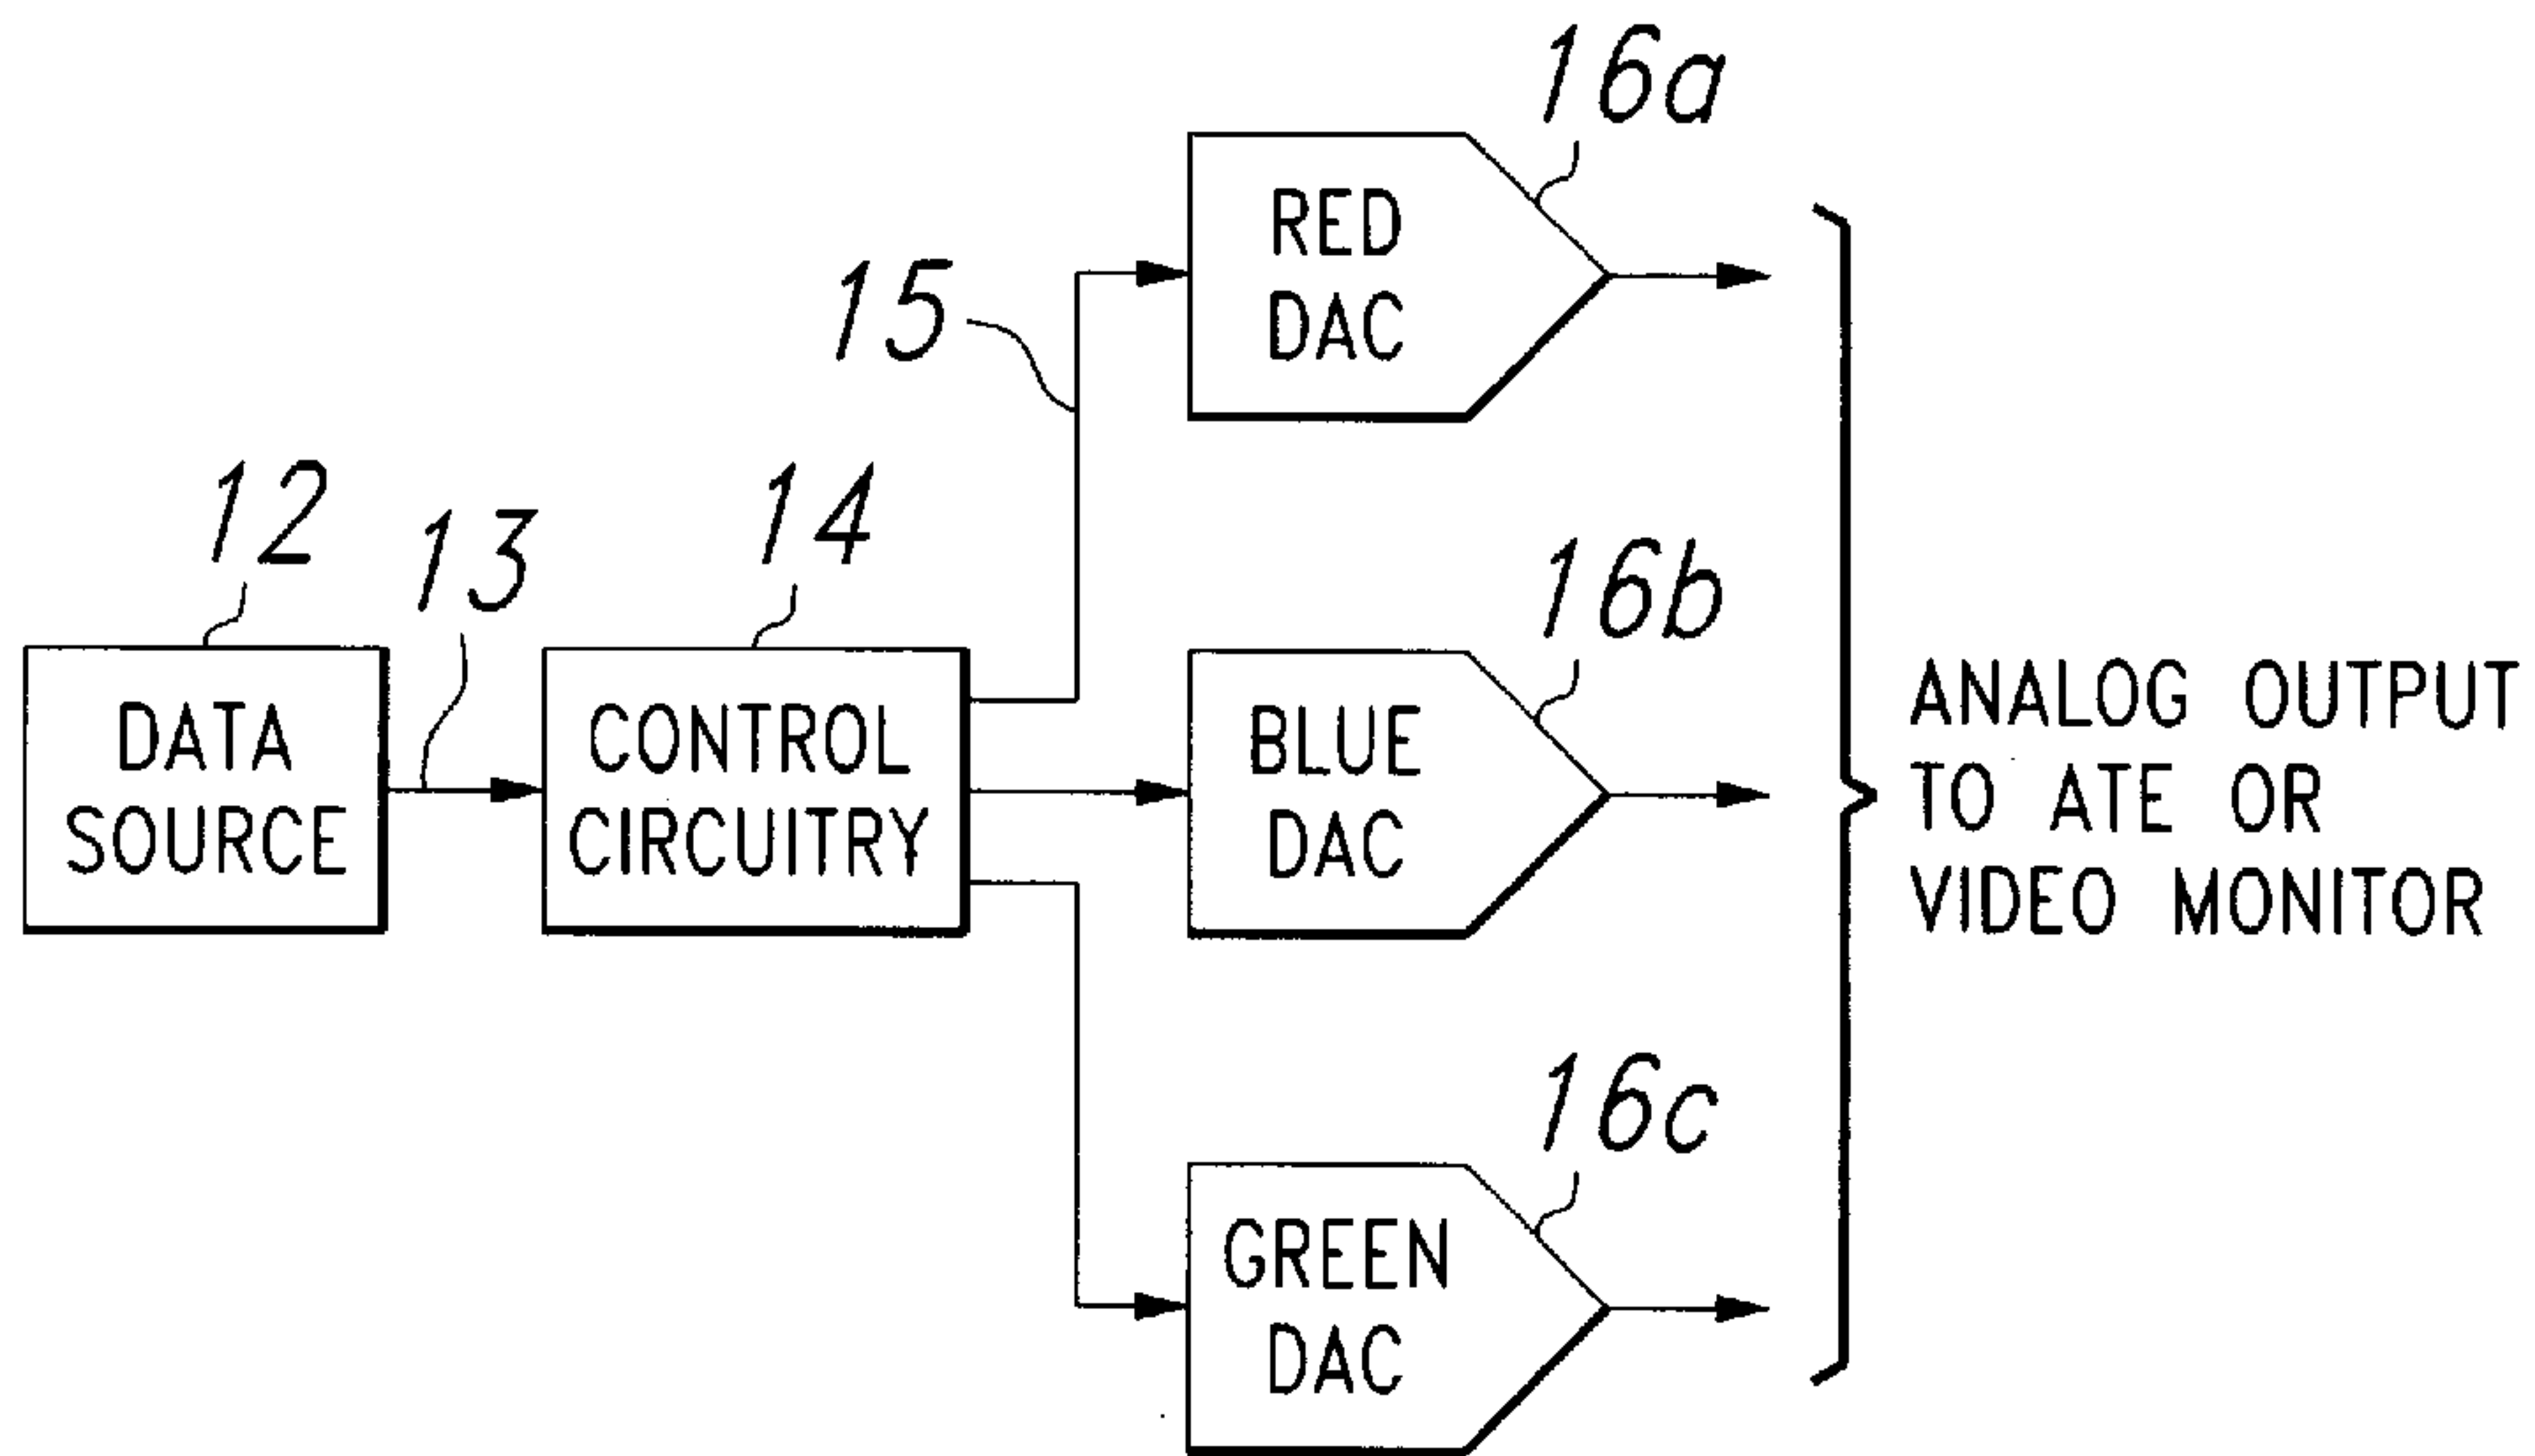 16a
RED
DAC
15
12
13
14
16b
DATA
SOURCE
CONTROL
CIRCUITRY
BLUE
DAC
ANALOG OUTPUT
TO ATE OR
VIDEO MONITOR
16c
GREEN
DAC